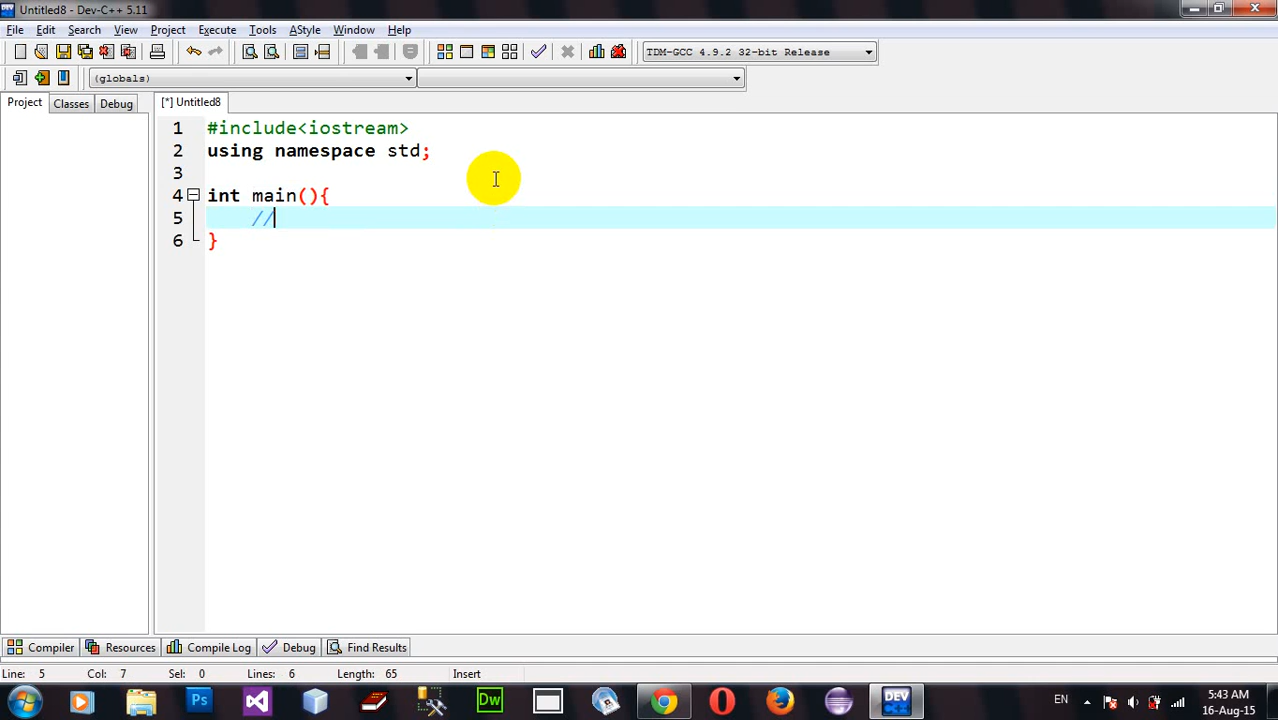 Untitled8 - Dev-C++ 5.11
File Edit Search View Project Execute Tools AStyle Window Help
TDM-GCC 4.9.2 32-bit Release
(globals)
Project Classes Debug [*] Untitled8
1 #include<iostream>
2 using namespace std;
3
4 int main(){
5 //
6 }
Compiler Resources Compile Log Debug Find Results
Line: 5 Col: 7 Sel: 0 Lines: 6 Length: 65 Insert
Ps Dw DEV C++ EN 5:43 AM
16-Aug-15